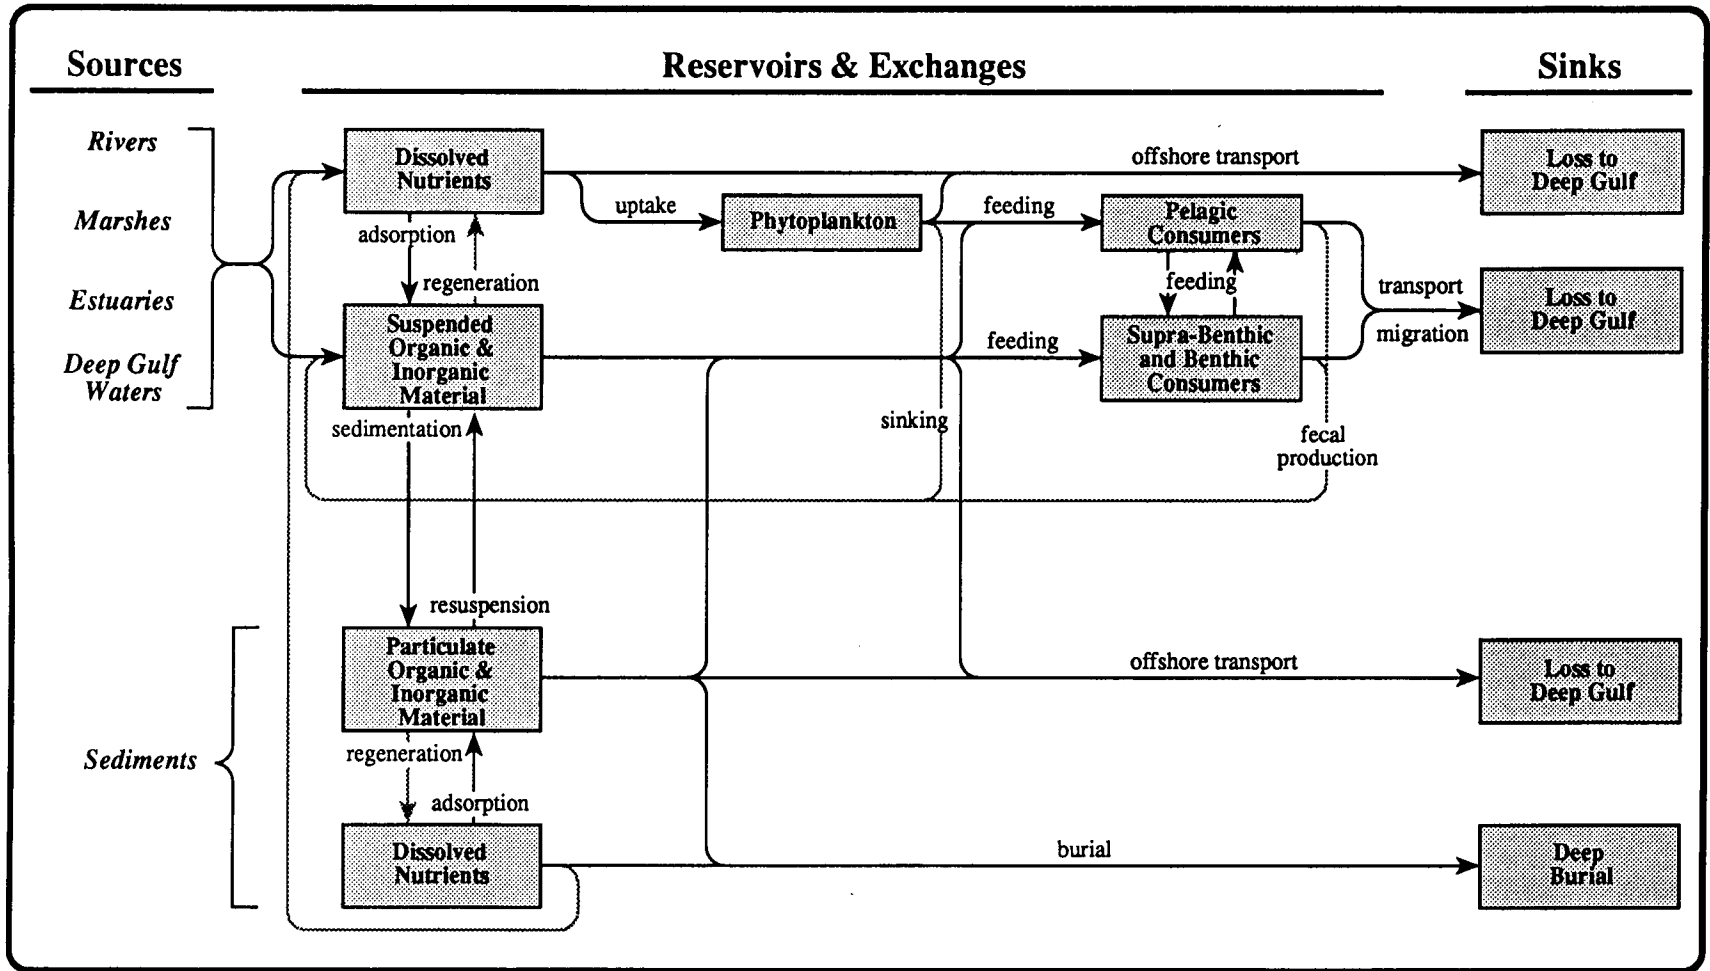 Sources
Reservoirs & Exchanges
Sinks
Rivers
Marshes
Estuaries
Deep Gulf
Waters
Sediments
Dissolved
Nutrients
adsorption
regeneration
Suspended
Organic &
Inorganic
Material
sedimentation
resuspension
Particulate
Organic &
Inorganic
Material
regeneration
adsorption
Dissolved
Nutrients
uptake
Phytoplankton
feeding
feeding
sinking
Pelagic
Consumers
feeding
Supra-Benthic
and Benthic
Consumers
fecal
production
offshore transport
transport
migration
offshore transport
burial
Loss to
Deep Gulf
Loss to
Deep Gulf
Loss to
Deep Gulf
Deep
Burial